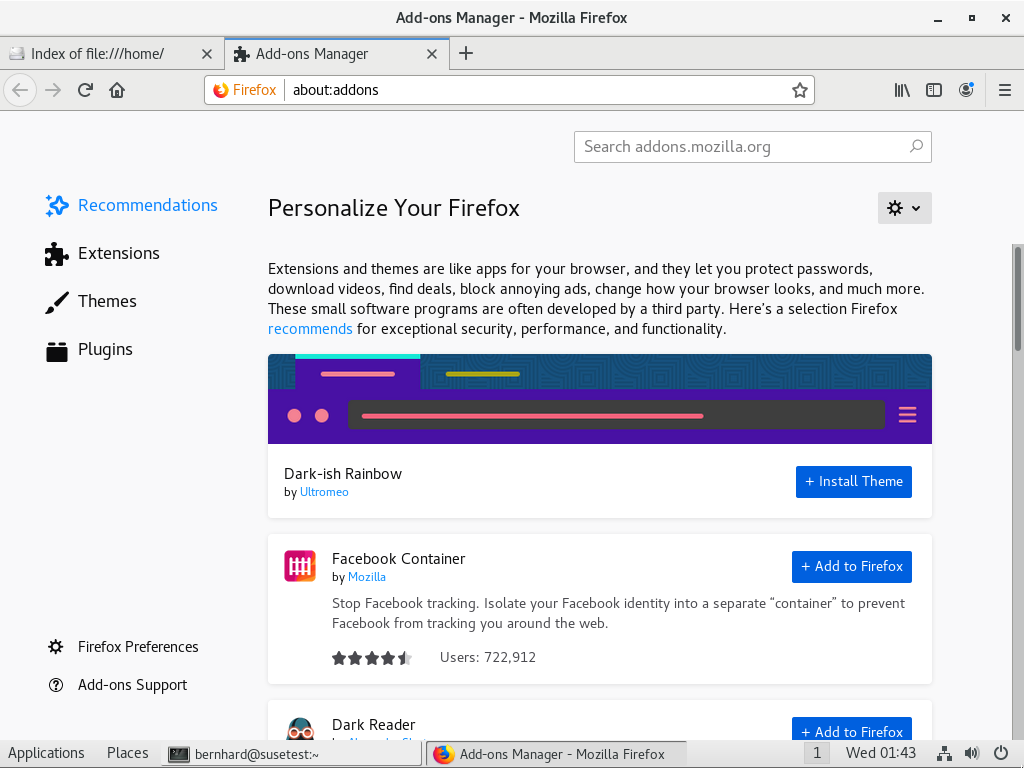 Add-ons Manager - Mozilla Firefox
Index of file:///home/
Add-ons Manager
Firefox about:addons
Search addons.mozilla.org
Recommendations
Extensions
Themes
Plugins
Personalize Your Firefox
Extensions and themes are like apps for your browser, and they let you protect passwords,
download videos, find deals, block annoying ads, change how your browser looks, and much more.
These small software programs are often developed by a third party. Here's a selection Firefox
recommends for exceptional security, performance, and functionality.
Dark-ish Rainbow
by Ultromeo
+ Install Theme
Facebook Container
by Mozilla
+ Add to Firefox
Stop Facebook tracking. Isolate your Facebook identity into a separate “container” to prevent
Facebook from tracking you around the web.
Users: 722,912
Dark Reader
+ Add to Firefox
Firefox Preferences
Add-ons Support
Applications Places bernhard@susetest:~ Add-ons Manager - Mozilla Firefox 1 Wed 01:43